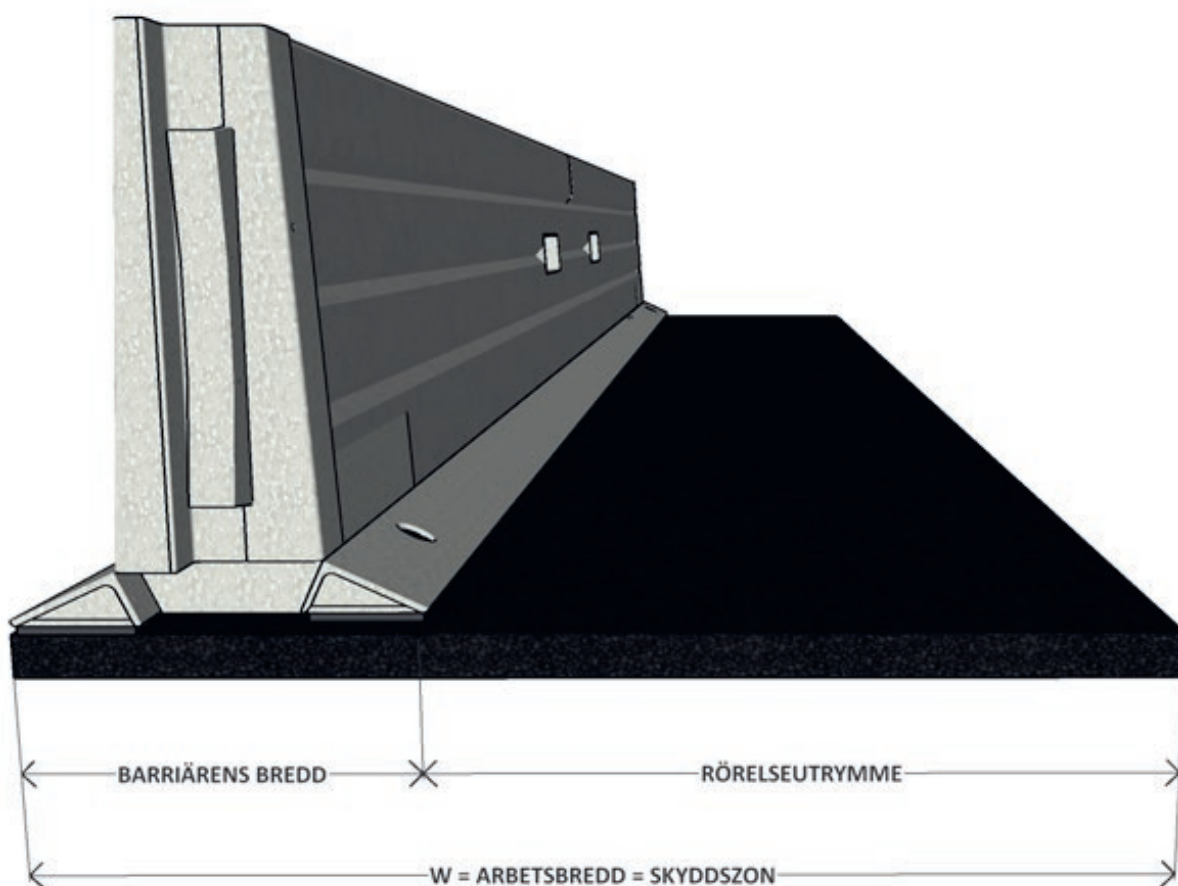 BARRIÄRENS BREDD
RÖRELSEUTRYMME
W = ARBETSBREDD = SKYDDSZON